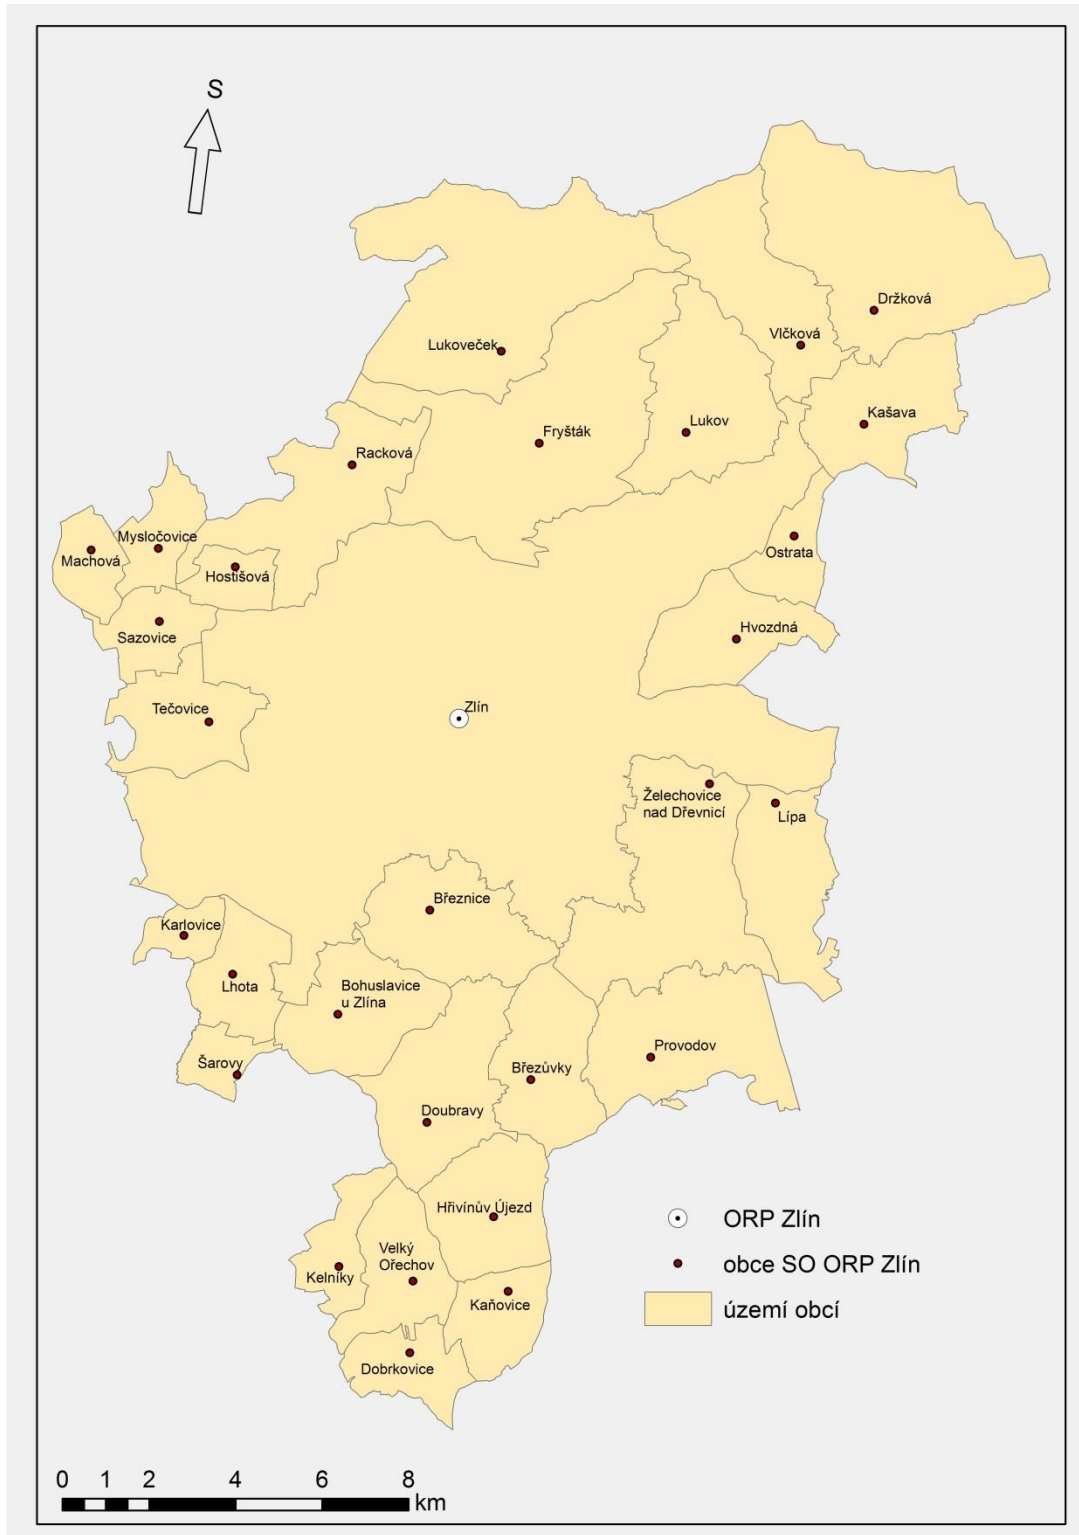 S
Držková
Vlčková
Lukoveček
Kašava
Lukov
Fryšták
Racková
Mysločovice
Machová
Ostrata
Hostišová
Hvozdná
Sazovice
Zlín
Tečovice
Želechovice
nad Dřevnicí
Lípa
Březnice
Karlovice
Lhota
Bohuslavice
u Zlína
Provodov
Šarovy
Březůvky
Doubravy
Hřivínův Újezd
ORP Zlín
Velký
Ořechov
obce SO ORP Zlín
Kelníky
Kaňovice
území obcí
Dobrkovice
0 1 2 4 6 8
km